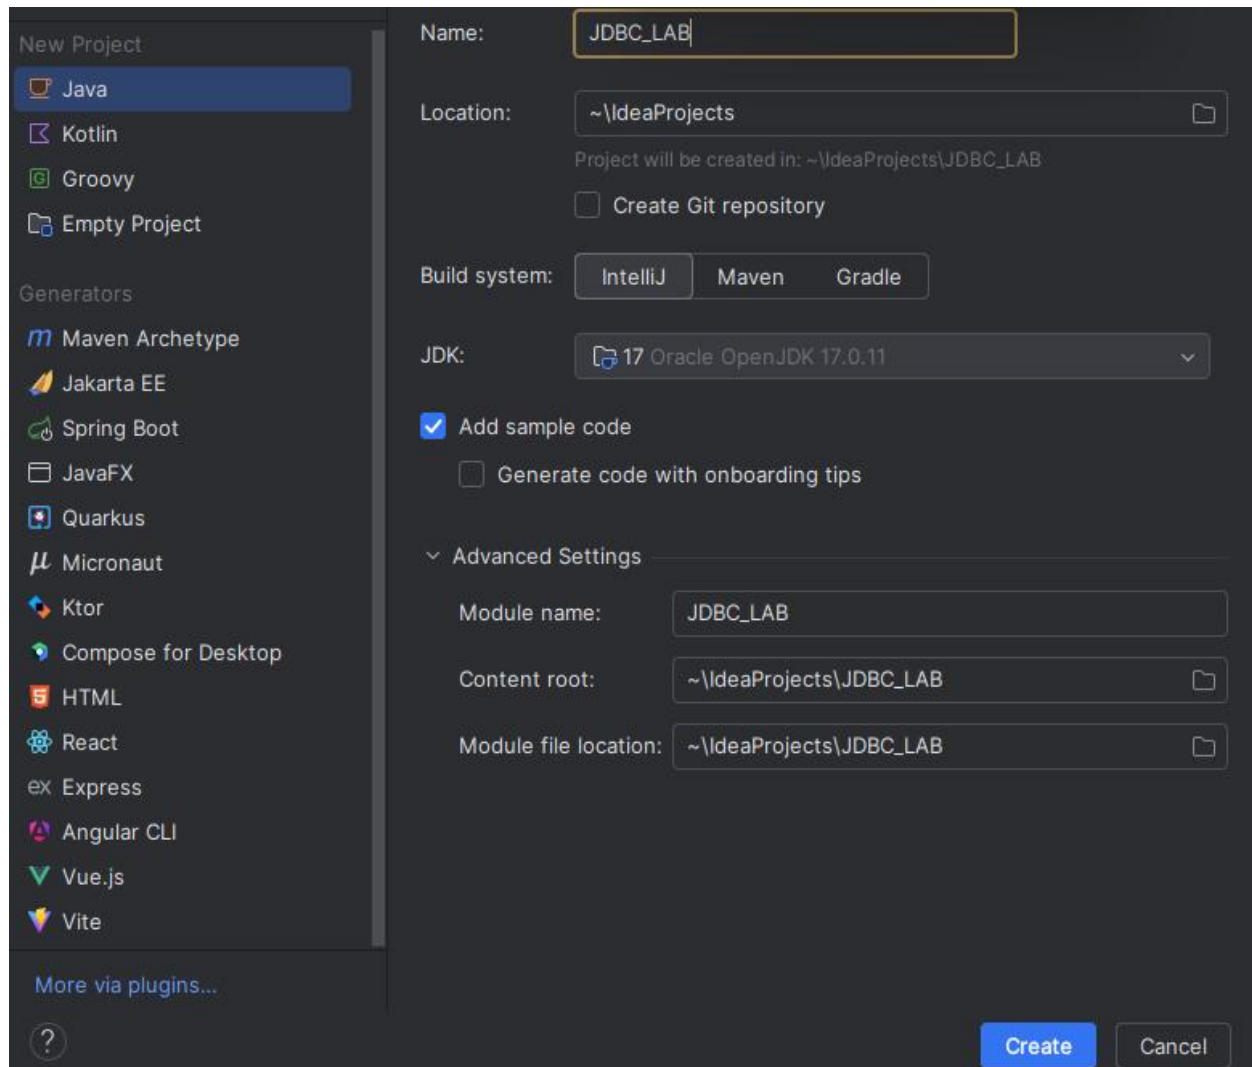 New Project
Java
Kotlin
Groovy
Empty Project
Generators
Maven Archetype
Jakarta EE
Spring Boot
JavaFX
Quarkus
Micronaut
Ktor
Compose for Desktop
HTML
React
ex Express
Angular CLI
Vue.js
Vite
More via plugins...
?
Name: JDBC_LAB
Location: ~\IdeaProjects
Project will be created in: ~\IdeaProjects\JDBC_LAB
Create Git repository
Build system: IntelliJ Maven Gradle
JDK: 17 Oracle OpenJDK 17.0.11
Add sample code
Generate code with onboarding tips
Advanced Settings
Module name: JDBC_LAB
Content root: ~\IdeaProjects\JDBC_LAB
Module file location: ~\IdeaProjects\JDBC_LAB
Create Cancel